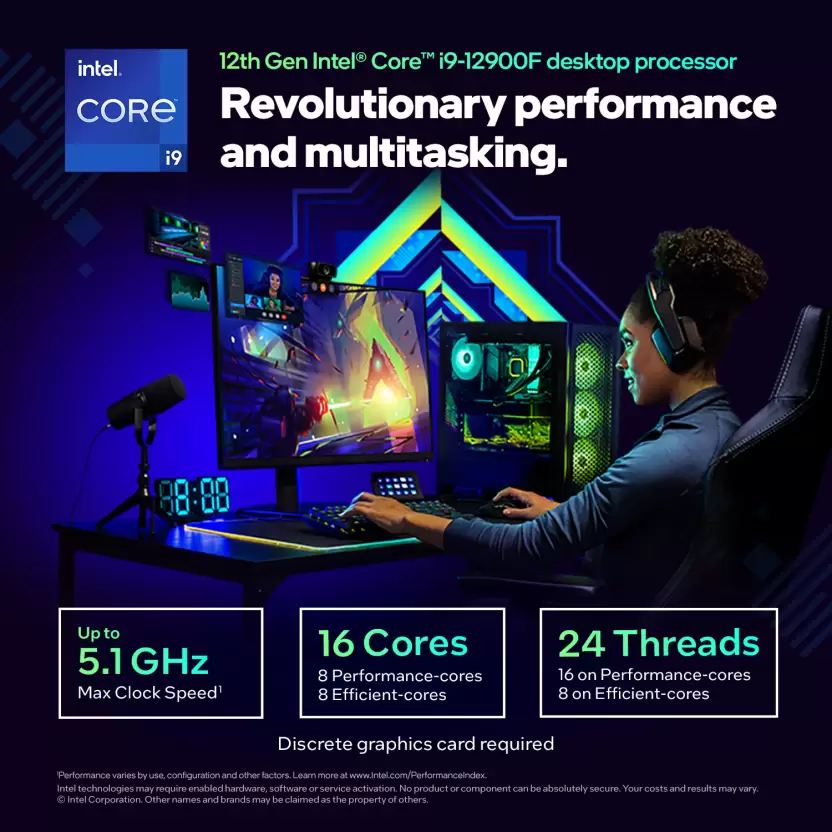 intel.
CORE™
i9
12th Gen Intel® Core™ i9-12900F desktop processor
Revolutionary performance
and multitasking.
8:00
Up to
5.1 GHz
Max Clock Speed¹
16 Cores
8 Performance-cores
8 Efficient-cores
24 Threads
16 on Performance-cores
8 on Efficient-cores
Discrete graphics card required
¹Performance varies by use, configuration and other factors. Learn more at www.Intel.com/PerformanceIndex.
Intel technologies may require enabled hardware, software or service activation. No product or component can be absolutely secure. Your costs and results may vary.
© Intel Corporation. Other names and brands may be claimed as the property of others.